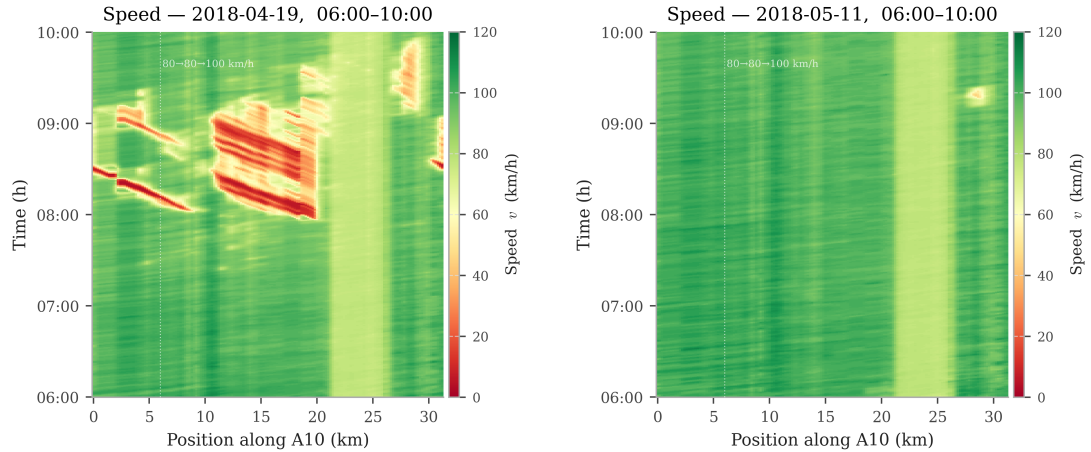 Speed — 2018-04-19,  06:00–10:00
10:00
09:00
08:00
07:00
06:00
Time (h)
80→80→100 km/h
0 5 10 15 20 25 30
Position along A10 (km)
120
100
80
60
40
20
0
Speed v (km/h)
Speed — 2018-05-11,  06:00–10:00
10:00
09:00
08:00
07:00
06:00
Time (h)
80→80→100 km/h
0 5 10 15 20 25 30
Position along A10 (km)
120
100
80
60
40
20
0
Speed v (km/h)